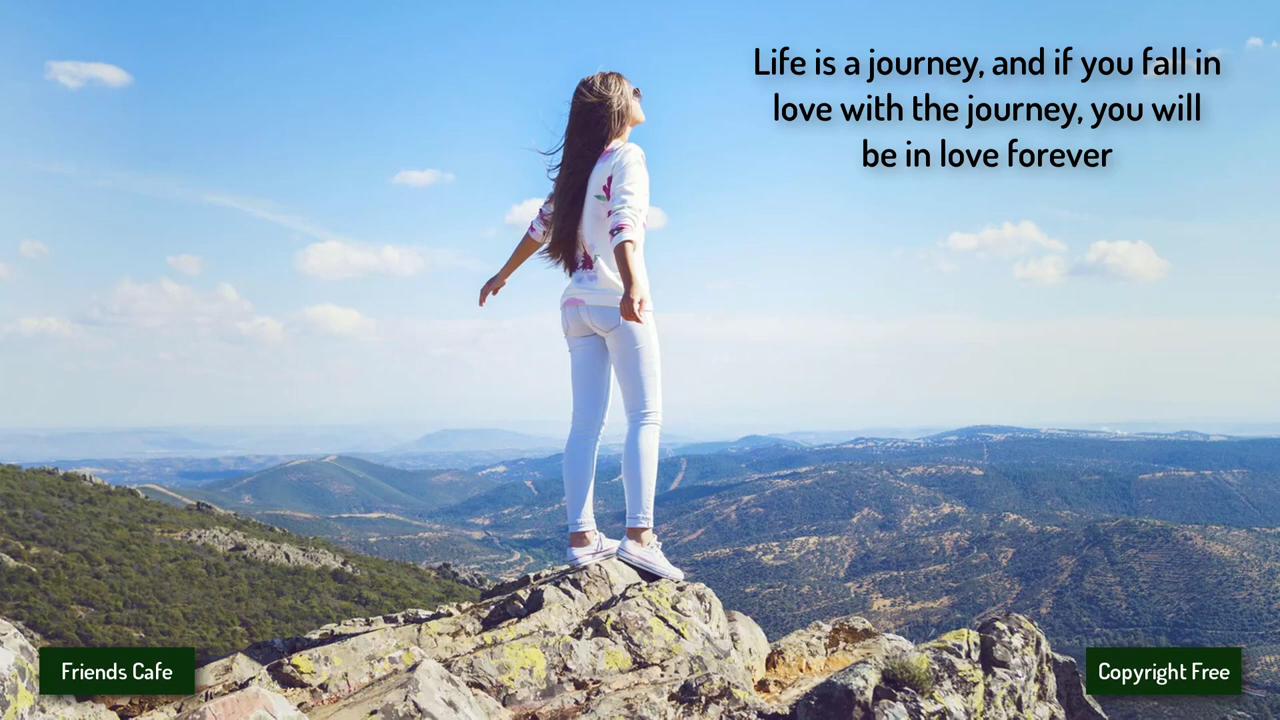 Life is a journey, and if you fall in
love with the journey, you will
be in love forever
Friends Cafe
Copyright Free